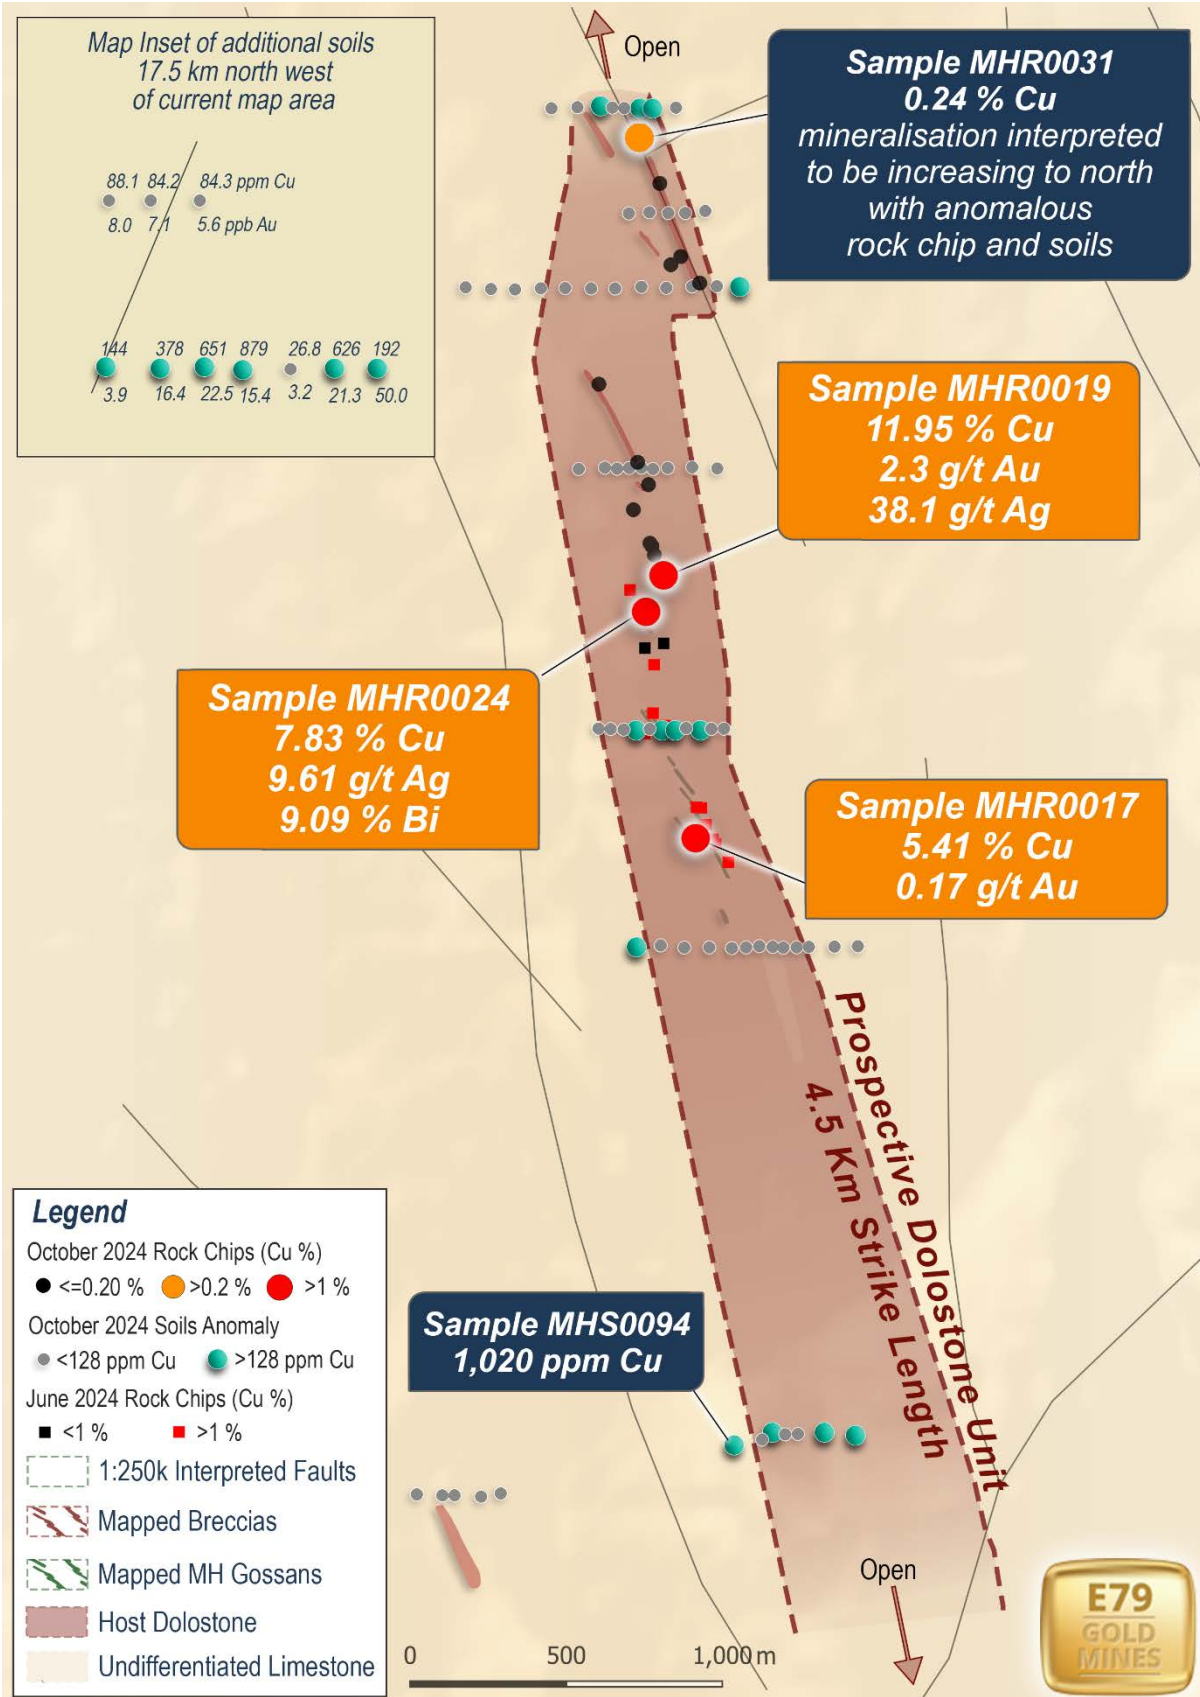 Map Inset of additional soils
17.5 km north west
of current map area
88.1 84.2 84.3 ppm Cu
8.0 7.1 5.6 ppb Au
144 378 651 879 26.8 626 192
3.9 16.4 22.5 15.4 3.2 21.3 50.0
Open
Sample MHR0031
0.24 % Cu
mineralisation interpreted
to be increasing to north
with anomalous
rock chip and soils
Sample MHR0019
11.95 % Cu
2.3 g/t Au
38.1 g/t Ag
Sample MHR0024
7.83 % Cu
9.61 g/t Ag
9.09 % Bi
Sample MHR0017
5.41 % Cu
0.17 g/t Au
Prospective Dolostone Unit
4.5 Km Strike Length
Sample MHS0094
1,020 ppm Cu
Legend
October 2024 Rock Chips (Cu %)
<=0.20 % >0.2 % >1 %
October 2024 Soils Anomaly
<128 ppm Cu >128 ppm Cu
June 2024 Rock Chips (Cu %)
<1 % >1 %
1:250k Interpreted Faults
Mapped Breccias
Mapped MH Gossans
Host Dolostone
Undifferentiated Limestone
Open
0 500 1,000 m
E79
GOLD
MINES